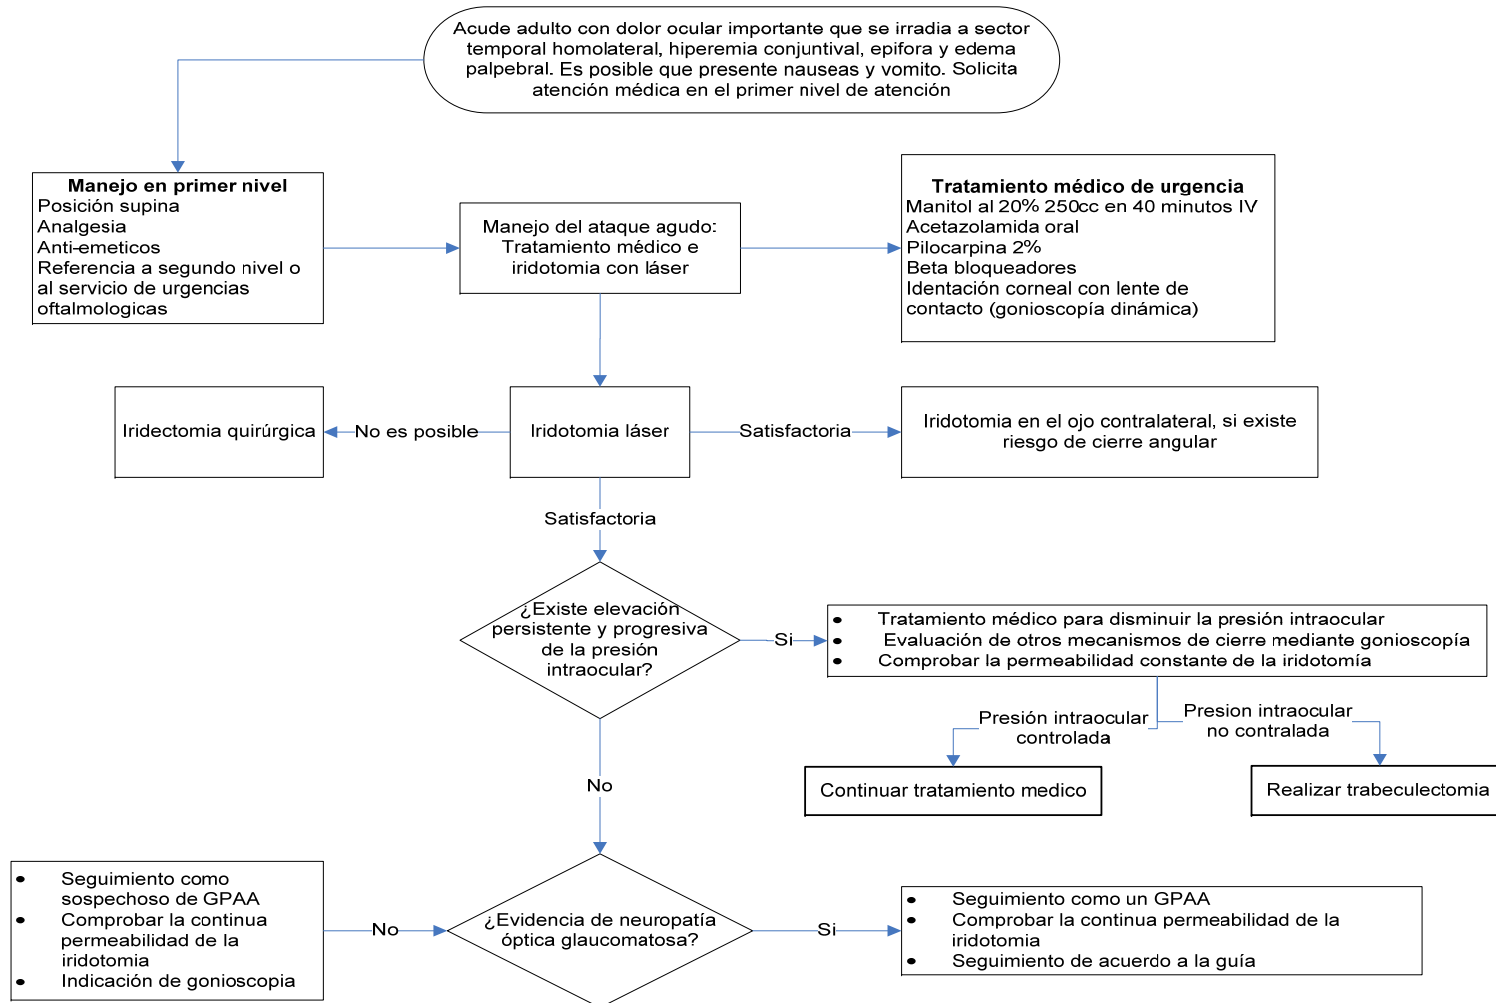 Acude adulto con dolor ocular importante que se irradia a sector
temporal homolateral, hiperemia conjuntival, epifora y edema
palpebral. Es posible que presente nauseas y vomito. Solicita
atención médica en el primer nivel de atención
Manejo en primer nivel
Posición supina
Analgesia
Anti-emeticos
Referencia a segundo nivel o
al servicio de urgencias
oftalmologicas
Manejo del ataque agudo:
Tratamiento médico e
iridotomia con láser
Tratamiento médico de urgencia
Manitol al 20% 250cc en 40 minutos IV
Acetazolamida oral
Pilocarpina 2%
Beta bloqueadores
Identación corneal con lente de
contacto (gonioscopía dinámica)
Iridectomia quirúrgica
No es posible
Iridotomia láser
Satisfactoria
Iridotomia en el ojo contralateral, si existe
riesgo de cierre angular
Satisfactoria
¿Existe elevación
persistente y progresiva
de la presión
intraocular?
Si
• Tratamiento médico para disminuir la presión intraocular
• Evaluación de otros mecanismos de cierre mediante gonioscopía
• Comprobar la permeabilidad constante de la iridotomía
Presión intraocular
controlada
Presion intraocular
no contralada
Continuar tratamiento medico
Realizar trabeculectomia
No
• Seguimiento como
sospechoso de GPAA
• Comprobar la continua
permeabilidad de la
iridotomia
• Indicación de gonioscopia
No
¿Evidencia de neuropatía
óptica glaucomatosa?
Si
• Seguimiento como un GPAA
• Comprobar la continua permeabilidad de la
iridotomia
• Seguimiento de acuerdo a la guía